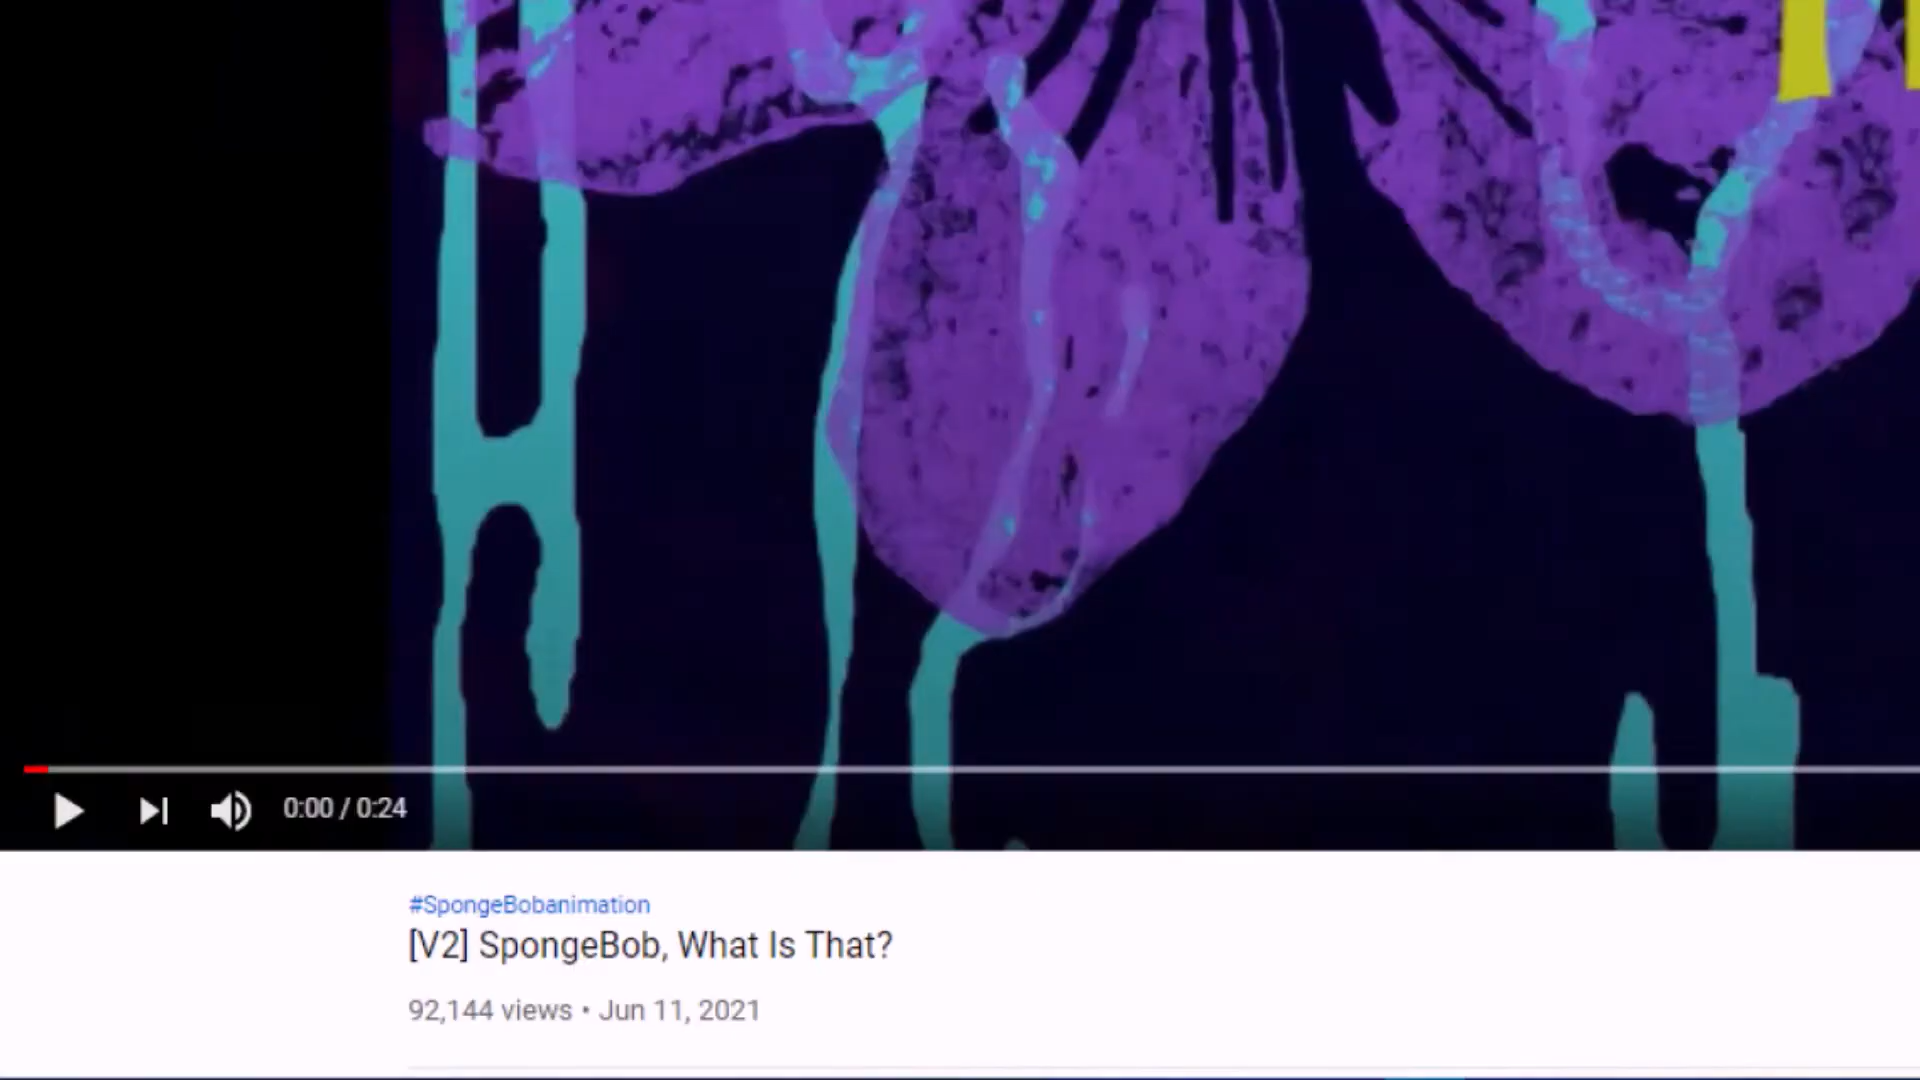 0:00 / 0:24
#SpongeBobanimation
[V2] SpongeBob, What Is That?
92,144 views • Jun 11, 2021